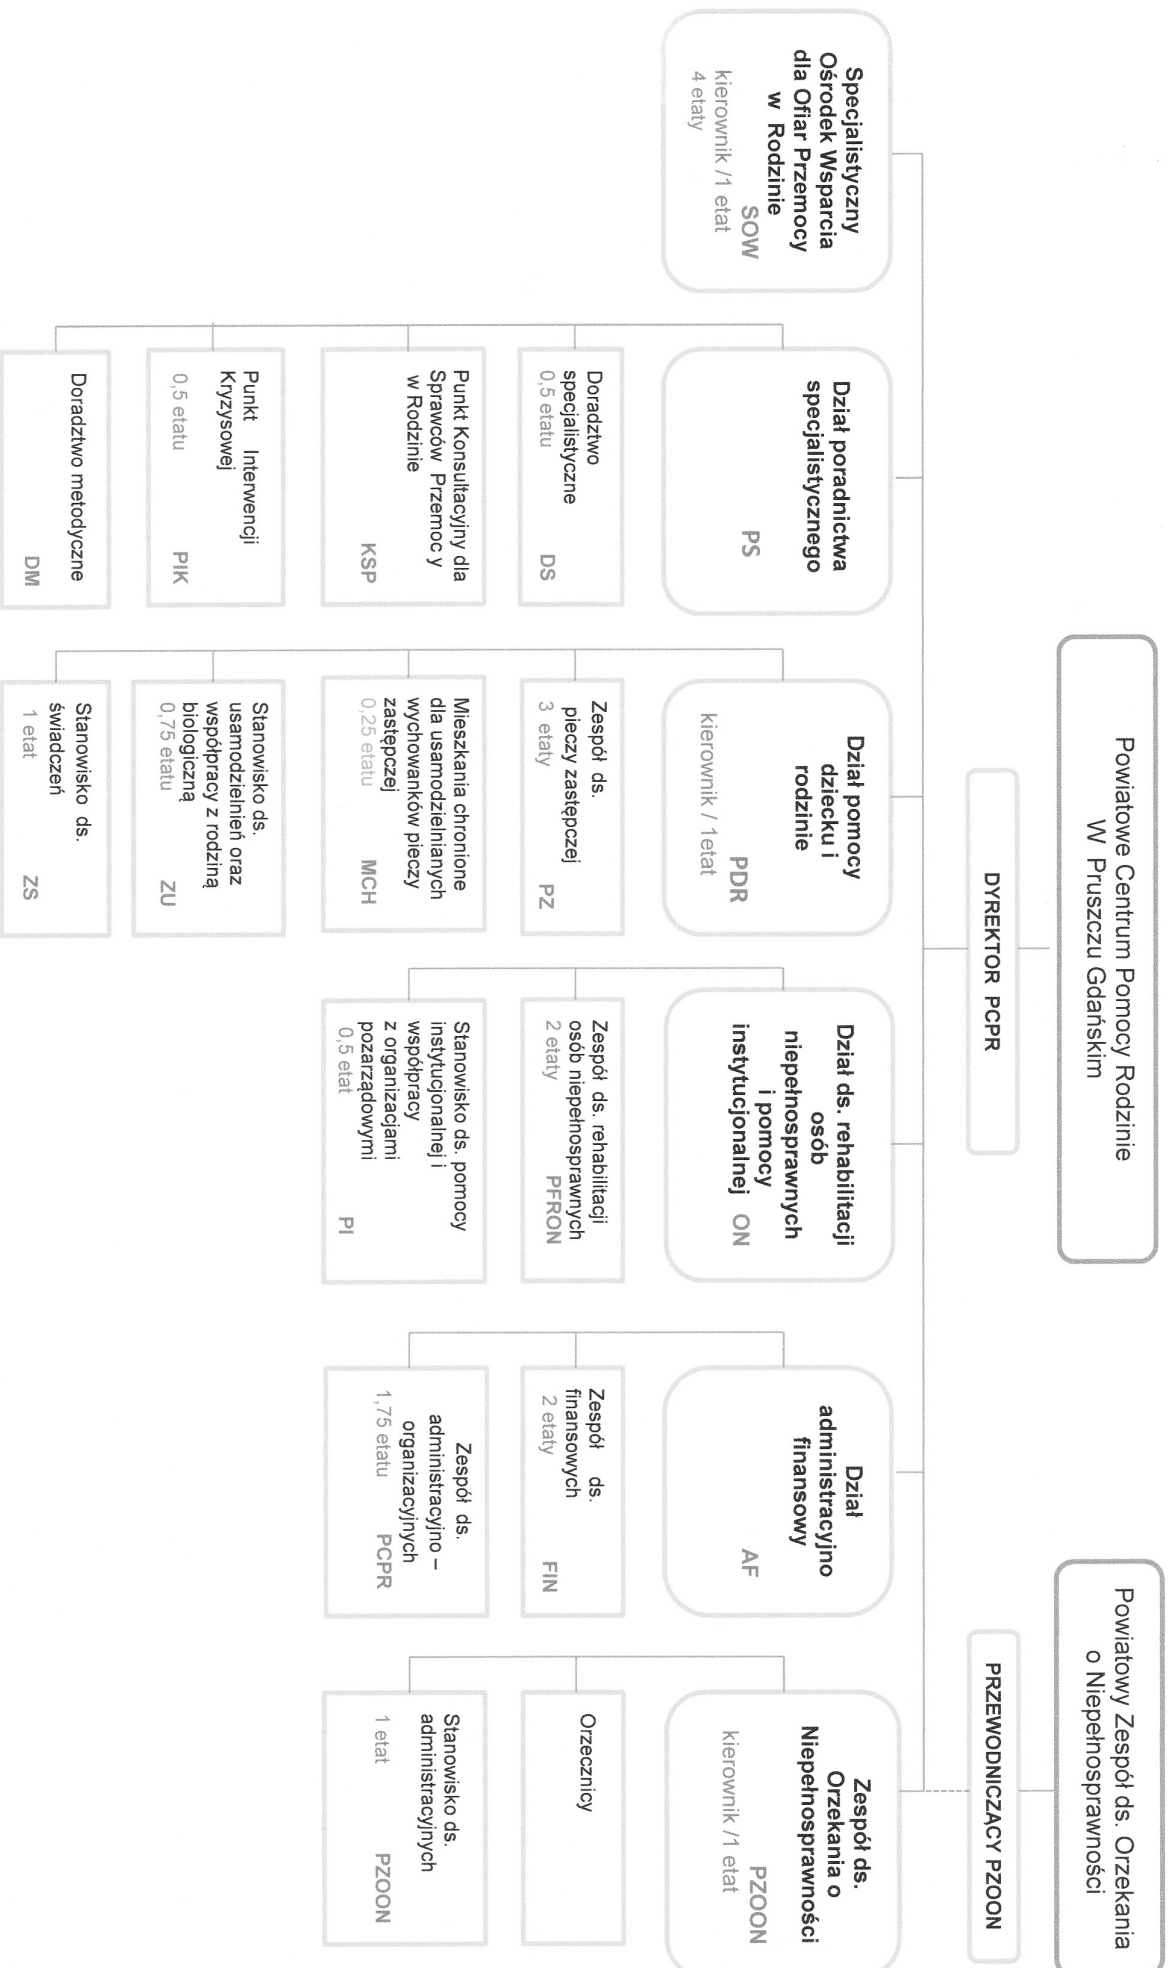 Powiatowe Centrum Pomocy Rodzinie
W Pruszczu Gdańskim
Powiatowy Zespół ds. Orzekania
o Niepełnosprawności
DYREKTOR PCPR
PRZEWODNICZĄCY PZOON
Specjalistyczny
Ośrodek Wsparcia
dla Ofiar Przemocy
w Rodzinie
SOW
kierownik /1 etat
4 etaty
Dział poradnictwa
specjalistycznego
PS
Doradztwo
specjalistyczne
0,5 etatu DS
Punkt Konsultacyjny dla
Sprawców Przemoc y
w Rodzinie
KSP
Punkt Interwencji
Kryzysowej
0,5 etatu PIK
Doradztwo metodyczne
DM
Dział pomocy
dziecku i
rodzinie
PDR
kierownik / 1etat
Zespół ds.
pieczy zastępczej
3 etaty PZ
Mieszkania chronione
dla usamodzielnianych
wychowanków pieczy
zastępczej
0,25 etatu MCH
Stanowisko ds.
usamodzielnień oraz
współpracy z rodziną
biologiczną
0,75 etatu ZU
Stanowisko ds.
świadczeń
1 etat ZS
Dział ds. rehabilitacji
osób
niepełnosprawnych
i pomocy
instytucjonalnej ON
Zespół ds. rehabilitacji
osób niepełnosprawnych
2 etaty PFRON
Stanowisko ds. pomocy
instytucjonalnej i
współpracy
z organizacjami
pozarządowymi
0,5 etat PI
Dział
administracyjno
finansowy
AF
Zespół ds.
finansowych
2 etaty FIN
Zespół ds.
administracyjno –
organizacyjnych
1,75 etatu PCPR
Zespół ds.
Orzekania o
Niepełnosprawności
PZOON
kierownik /1 etat
Orzecznicy
Stanowisko ds.
administracyjnych
1 etat PZOON